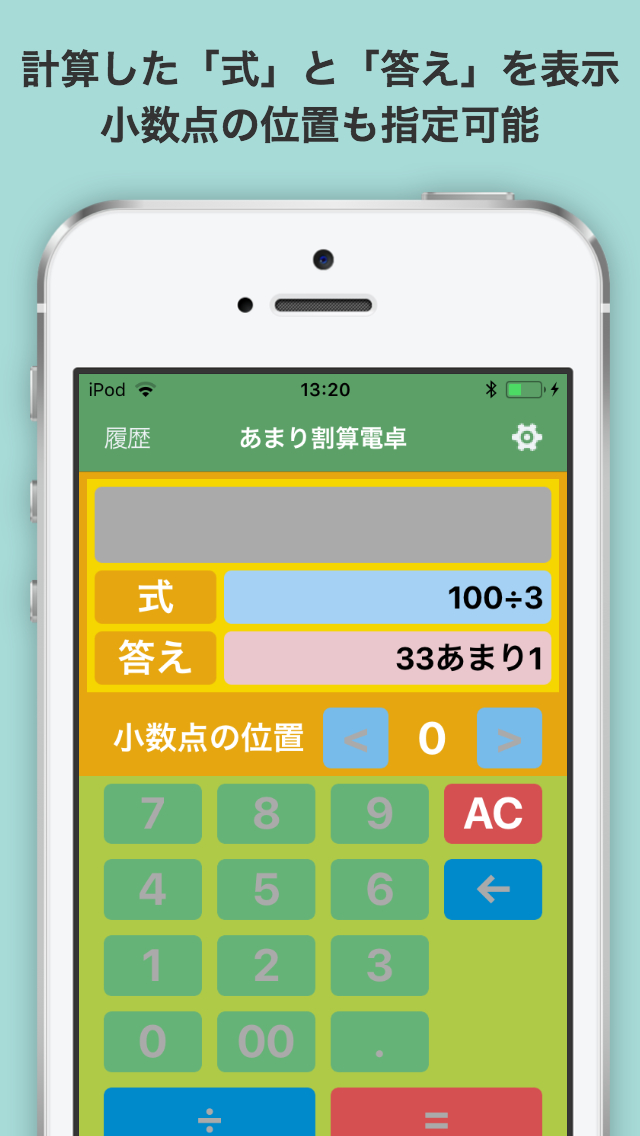 計算した「式」と「答え」を表示
小数点の位置も指定可能
iPod 13:20
履歴 あまり割算電卓
式 100÷3
答え 33あまり1
小数点の位置 < 0 >
7 8 9 AC
4 5 6 ←
1 2 3
0 00 .
÷ =